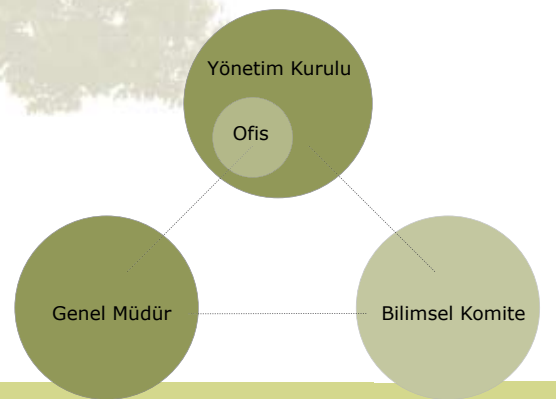 Yönetim Kurulu
Ofis
Genel Müdür
Bilimsel Komite